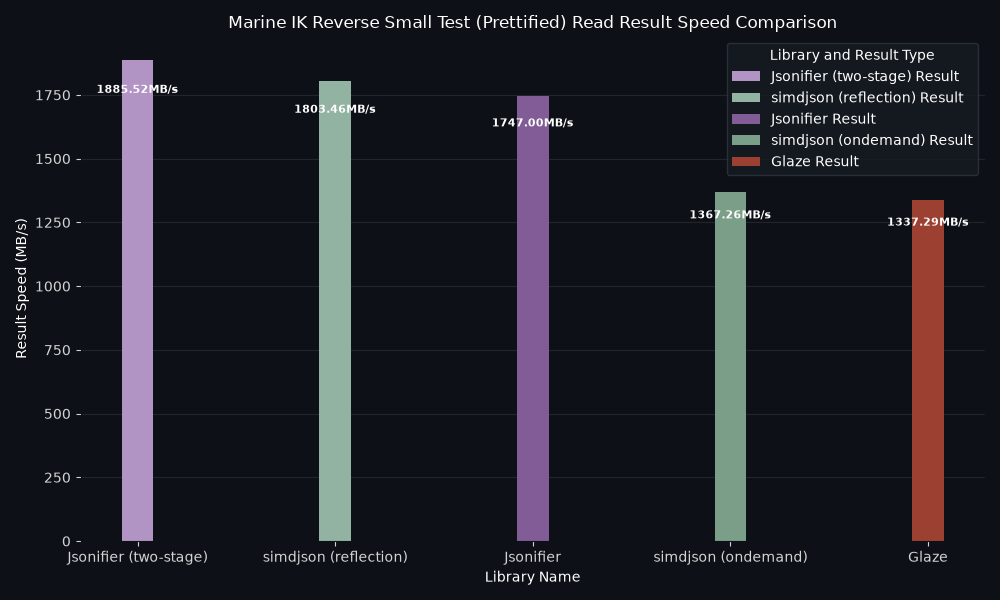 Marine IK Reverse Small Test (Prettified) Read Result Speed Comparison
Library and Result Type
Jsonifier (two-stage) Result
simdjson (reflection) Result
Jsonifier Result
simdjson (ondemand) Result
Glaze Result
Result Speed (MB/s)
1750
1500
1250
1000
750
500
250
0
1885.52MB/s
1803.46MB/s
1747.00MB/s
1367.26MB/s
1337.29MB/s
Jsonifier (two-stage)
simdjson (reflection)
Jsonifier
simdjson (ondemand)
Glaze
Library Name